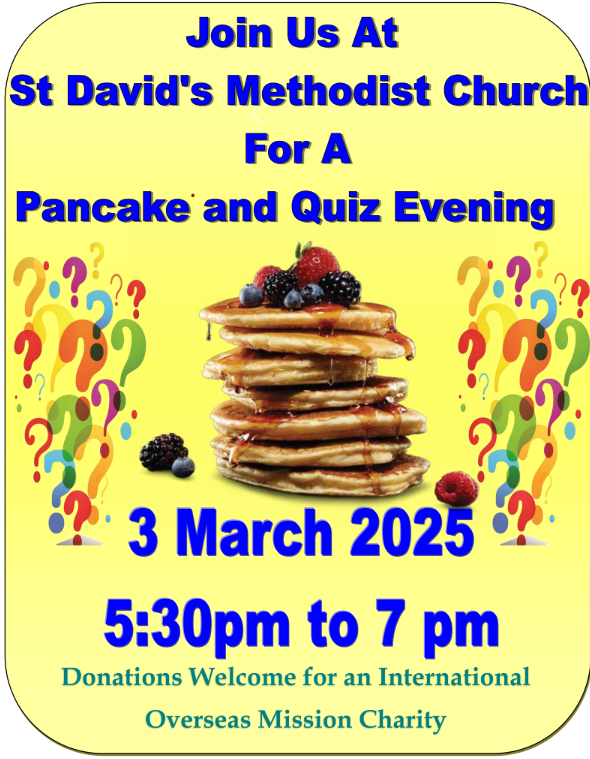 Join Us At
St David's Methodist Church
For A
Pancake and Quiz Evening
3 March 2025
5:30pm to 7 pm
Donations Welcome for an International
Overseas Mission Charity